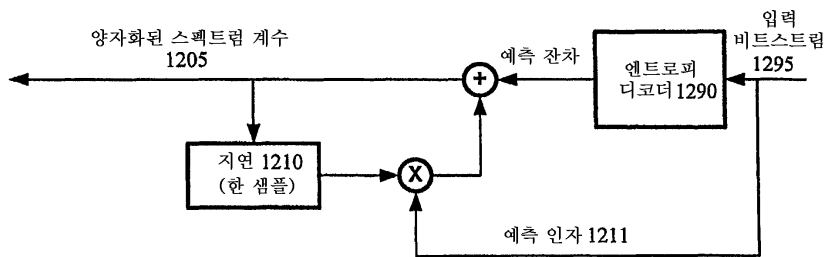 양자화된 스펙트럼 계수
1205
예측 잔차
엔트로피
디코더 1290
입력
비트스트림
1295
+
지연 1210
(한 샘플)
X
예측 인자 1211